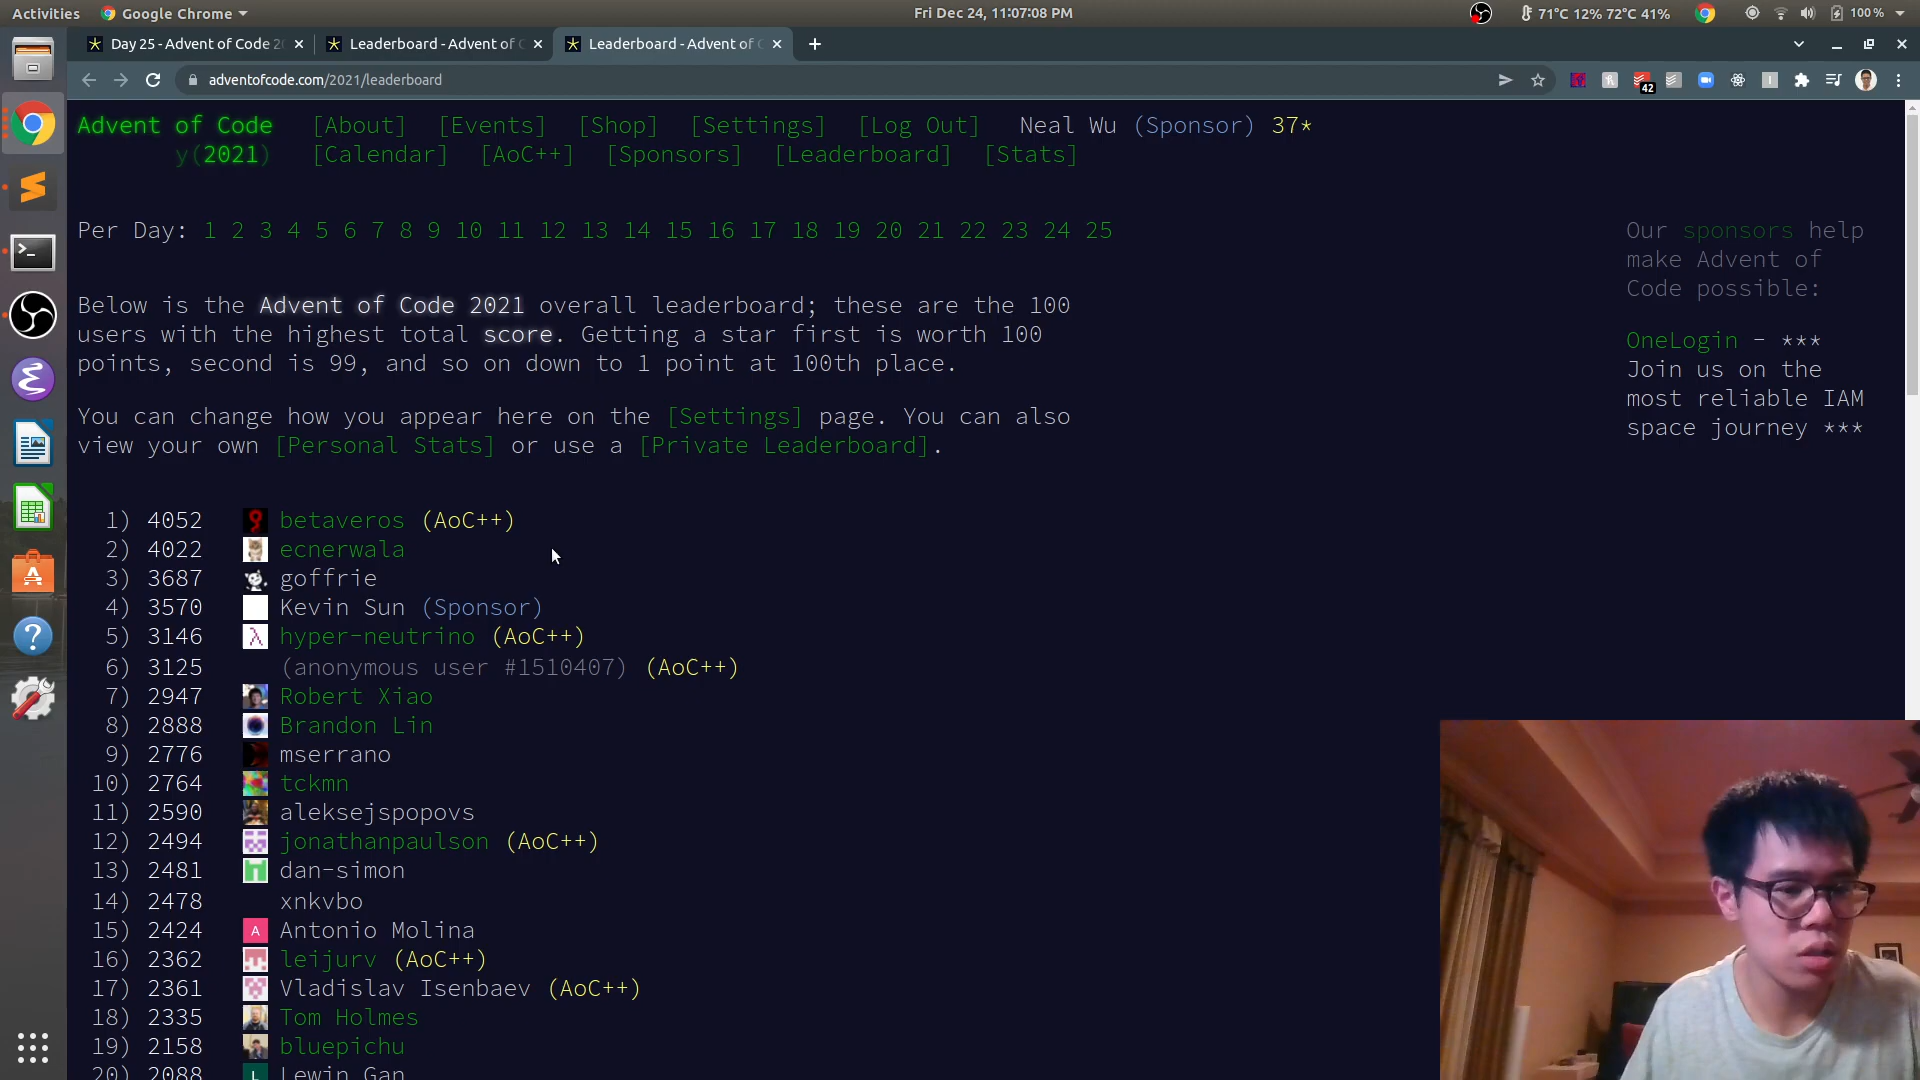 Activities Google Chrome Fri Dec 24, 11:07:08 PM 71°C 12% 72°C 41% 100 %
Day 25 - Advent of Code 2 Leaderboard - Advent of C Leaderboard - Advent of C
adventofcode.com/2021/leaderboard 42
Advent of Code [About] [Events] [Shop] [Settings] [Log Out] Neal Wu (Sponsor) 37*
y(2021) [Calendar] [AoC++] [Sponsors] [Leaderboard] [Stats]
Per Day: 1 2 3 4 5 6 7 8 9 10 11 12 13 14 15 16 17 18 19 20 21 22 23 24 25
Below is the Advent of Code 2021 overall leaderboard; these are the 100
users with the highest total score. Getting a star first is worth 100
points, second is 99, and so on down to 1 point at 100th place.
You can change how you appear here on the [Settings] page. You can also
view your own [Personal Stats] or use a [Private Leaderboard].
1) 4052 betaveros (AoC++)
2) 4022 ecnerwala
3) 3687 goffrie
4) 3570 Kevin Sun (Sponsor)
5) 3146 λ hyper-neutrino (AoC++)
6) 3125 (anonymous user #1510407) (AoC++)
7) 2947 Robert Xiao
8) 2888 Brandon Lin
9) 2776 mserrano
10) 2764 tckmn
11) 2590 aleksejspopovs
12) 2494 jonathanpaulson (AoC++)
13) 2481 dan-simon
14) 2478 xnkvbo
15) 2424 A Antonio Molina
16) 2362 leijurv (AoC++)
17) 2361 Vladislav Isenbaev (AoC++)
18) 2335 Tom Holmes
19) 2158 bluepichu
20) 2088 L Lewin Gan
Our sponsors help
make Advent of
Code possible:
OneLogin - ***
Join us on the
most reliable IAM
space journey ***